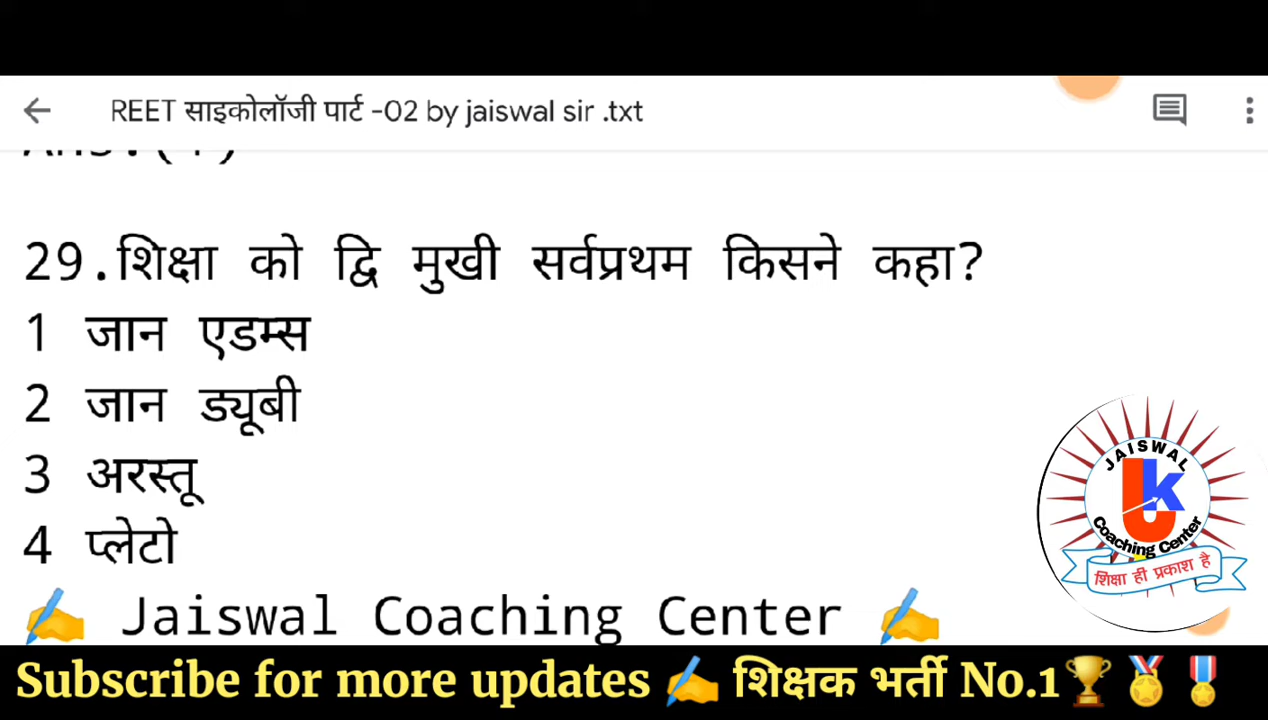 REET साइकोलॉजी पार्ट -02 by jaiswal sir .txt
29.शिक्षा को द्वि मुखी सर्वप्रथम किसने कहा?
1 जान एडम्स
2 जान ड्यूबी
3 अरस्तू
4 प्लेटो
✍️ Jaiswal Coaching Center ✍️
JAISWAL
Jk
Coaching Center
शिक्षा ही प्रकाश है
Subscribe for more updates ✍️ शिक्षक भर्ती No.1🏆🏅🎖️